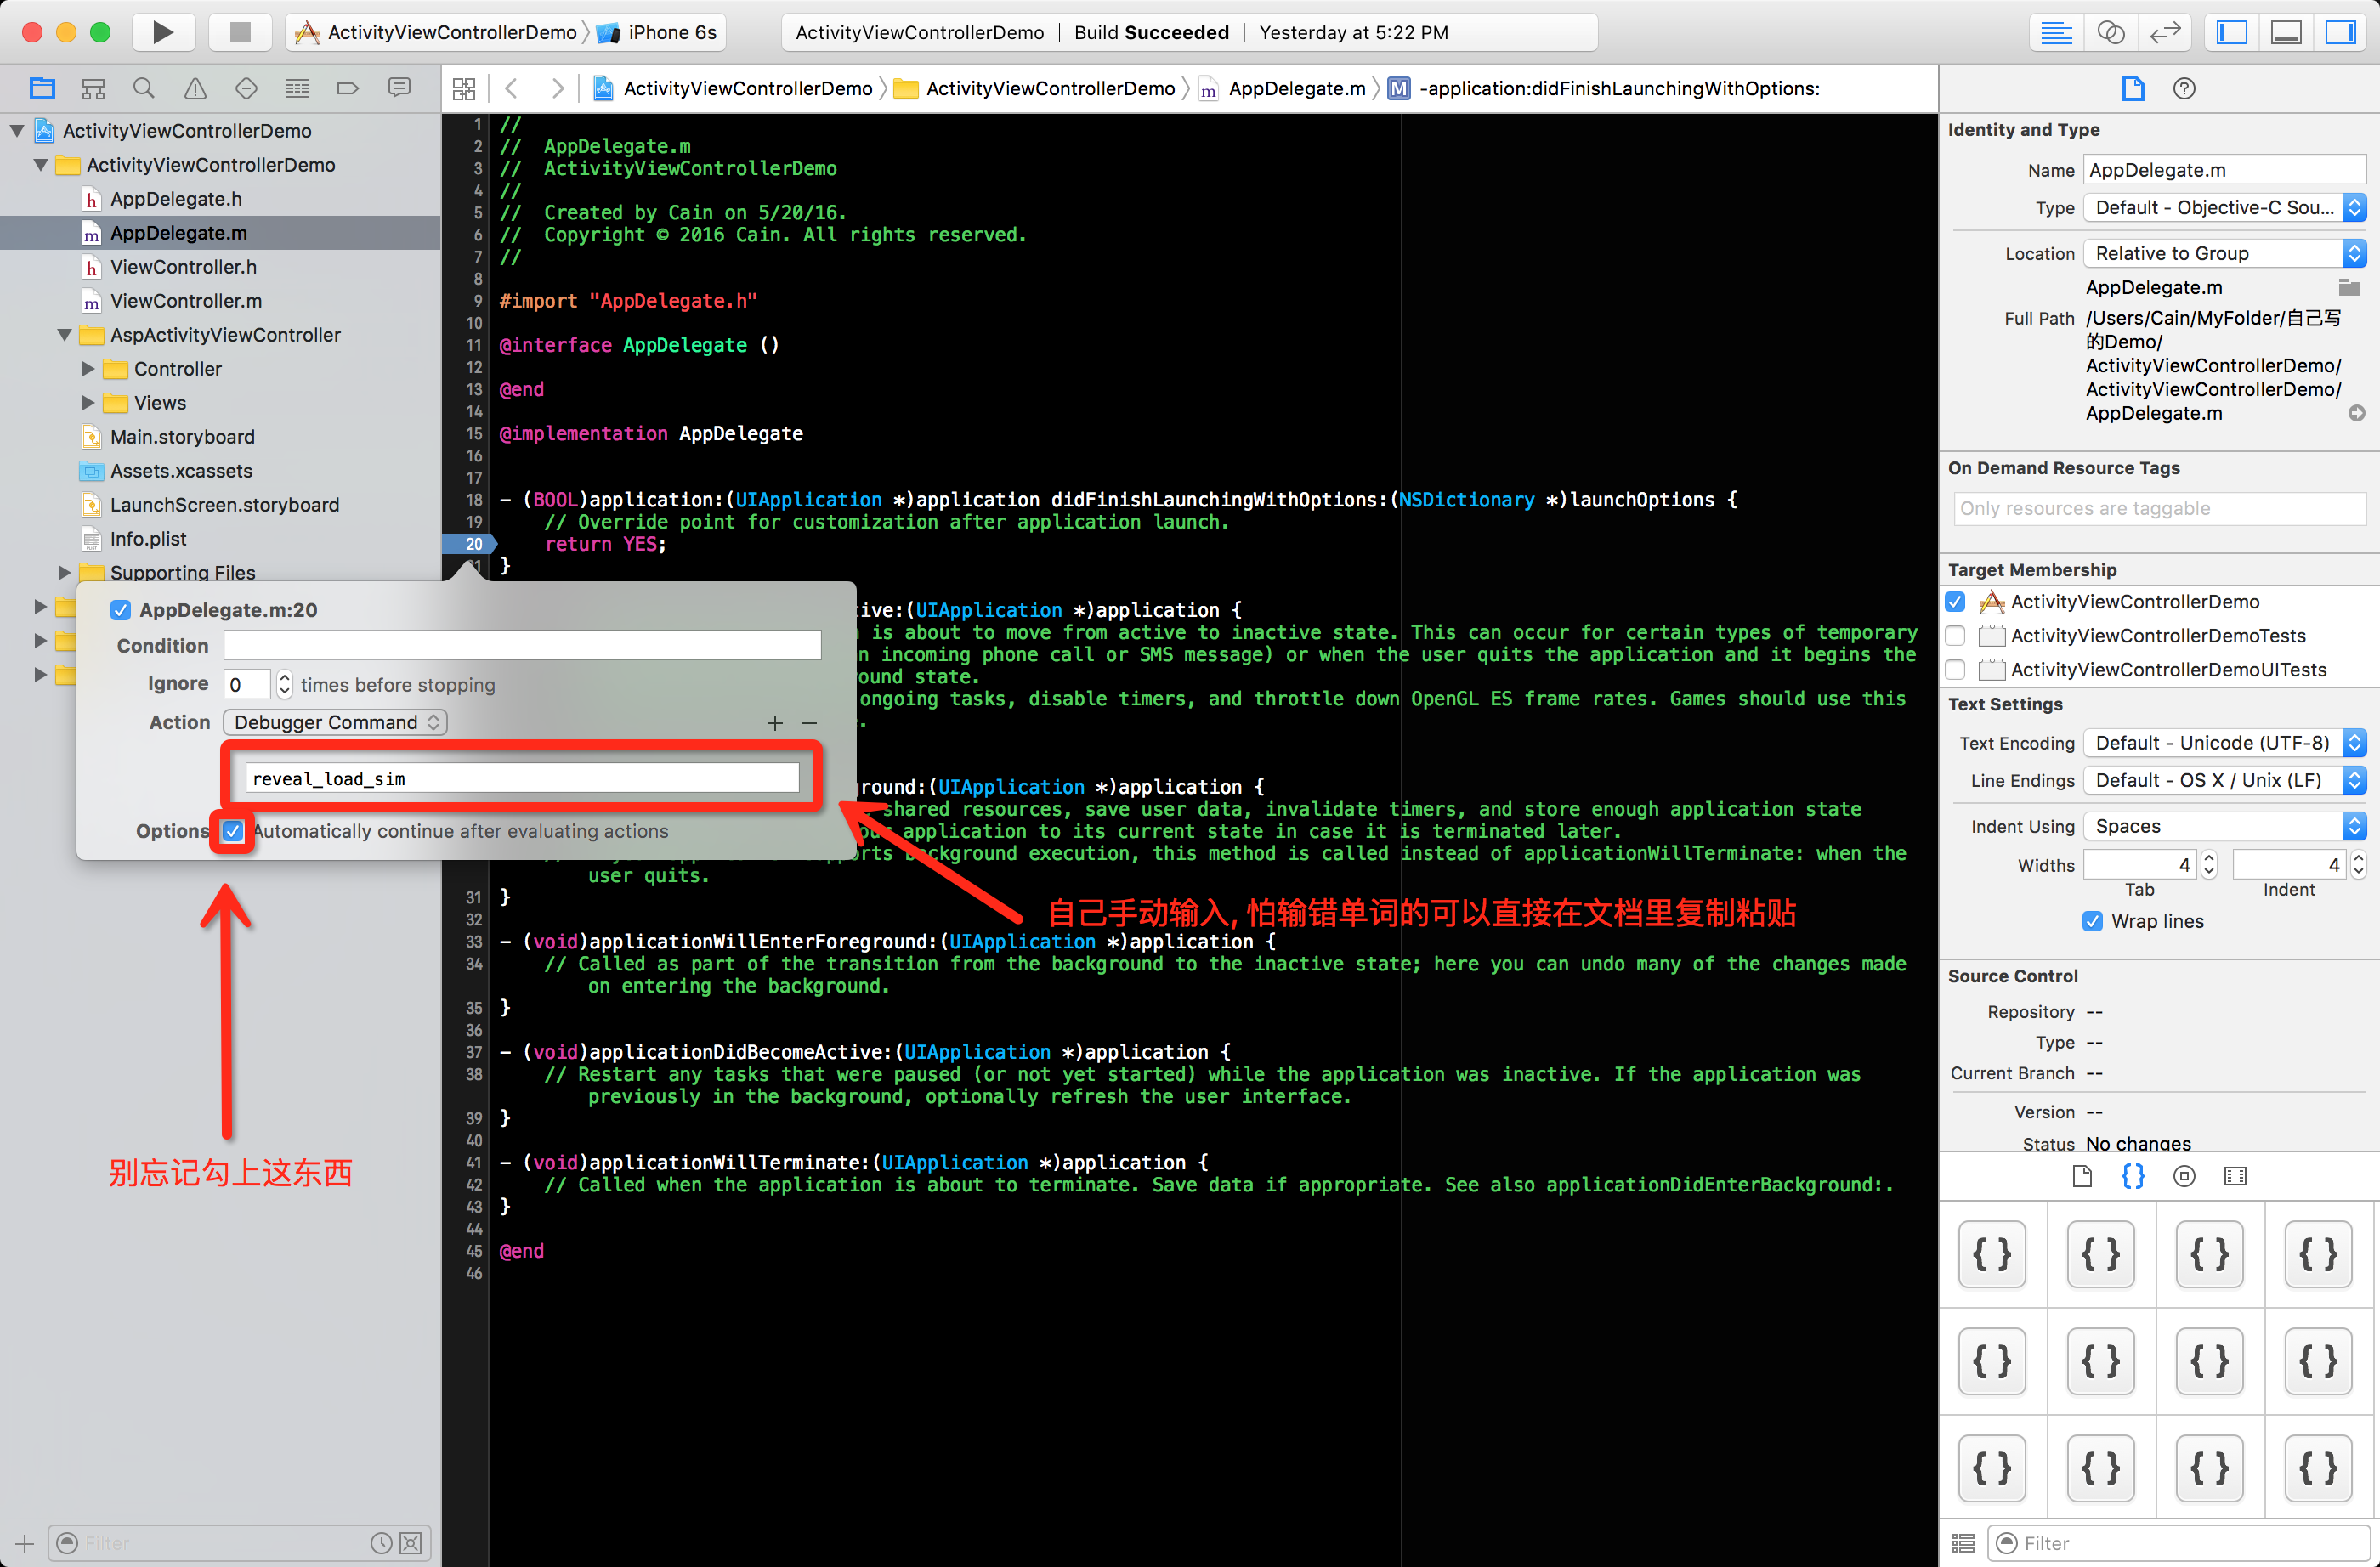 ActivityViewControllerDemo
iPhone 6s
ActivityViewControllerDemo | Build Succeeded | Yesterday at 5:22 PM
ActivityViewControllerDemo
ActivityViewControllerDemo
AppDelegate.m
M
-application:didFinishLaunchingWithOptions:
ActivityViewControllerDemo
ActivityViewControllerDemo
h AppDelegate.h
m AppDelegate.m
h ViewController.h
m ViewController.m
AspActivityViewController
Controller
Views
Main.storyboard
Assets.xcassets
LaunchScreen.storyboard
Info.plist
Supporting Files
1 //
2 //  AppDelegate.m
3 //  ActivityViewControllerDemo
4 //
5 //  Created by Cain on 5/20/16.
6 //  Copyright © 2016 Cain. All rights reserved.
7 //
8
9 #import "AppDelegate.h"
10
11 @interface AppDelegate ()
12
13 @end
14
15 @implementation AppDelegate
16
17
18 - (BOOL)application:(UIApplication *)application didFinishLaunchingWithOptions:(NSDictionary *)launchOptions {
19 // Override point for customization after application launch.
20 return YES;
21 }
ive:(UIApplication *)application {
is about to move from active to inactive state. This can occur for certain types of temporary
n incoming phone call or SMS message) or when the user quits the application and it begins the
ound state.
ongoing tasks, disable timers, and throttle down OpenGL ES frame rates. Games should use this
.
round:(UIApplication *)application {
shared resources, save user data, invalidate timers, and store enough application state
application to its current state in case it is terminated later.
background execution, this method is called instead of applicationWillTerminate: when the
user quits.
31 }
32
33 - (void)applicationWillEnterForeground:(UIApplication *)application {
34 // Called as part of the transition from the background to the inactive state; here you can undo many of the changes made
on entering the background.
35 }
36
37 - (void)applicationDidBecomeActive:(UIApplication *)application {
38 // Restart any tasks that were paused (or not yet started) while the application was inactive. If the application was
previously in the background, optionally refresh the user interface.
39 }
40
41 - (void)applicationWillTerminate:(UIApplication *)application {
42 // Called when the application is about to terminate. Save data if appropriate. See also applicationDidEnterBackground:.
43 }
44
45 @end
46
AppDelegate.m:20
Condition
Ignore 0 times before stopping
Action Debugger Command
reveal_load_sim
Options Automatically continue after evaluating actions
自己手动输入, 怕输错单词的可以直接在文档里复制粘贴
别忘记勾上这东西
Filter
Identity and Type
Name AppDelegate.m
Type Default - Objective-C Sou...
Location Relative to Group
AppDelegate.m
Full Path /Users/Cain/MyFolder/自己写
的Demo/
ActivityViewControllerDemo/
ActivityViewControllerDemo/
AppDelegate.m
On Demand Resource Tags
Only resources are taggable
Target Membership
ActivityViewControllerDemo
ActivityViewControllerDemoTests
ActivityViewControllerDemoUITests
Text Settings
Text Encoding Default - Unicode (UTF-8)
Line Endings Default - OS X / Unix (LF)
Indent Using Spaces
Widths 4 4
Tab Indent
Wrap lines
Source Control
Repository --
Type --
Current Branch --
Version --
Status No changes
{ } { } { } { }
{ } { } { } { }
{ } { } { } { }
Filter